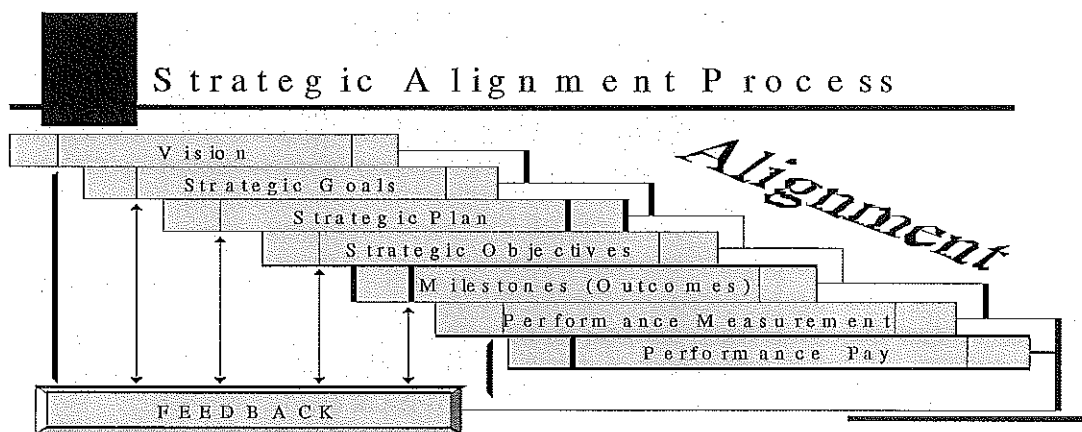 Strategic Alignment Process
Alignment
Vision
Strategic Goals
Strategic Plan
Strategic Objectives
Milestones (Outcomes)
Performance Measurement
Performance Pay
FEEDBACK